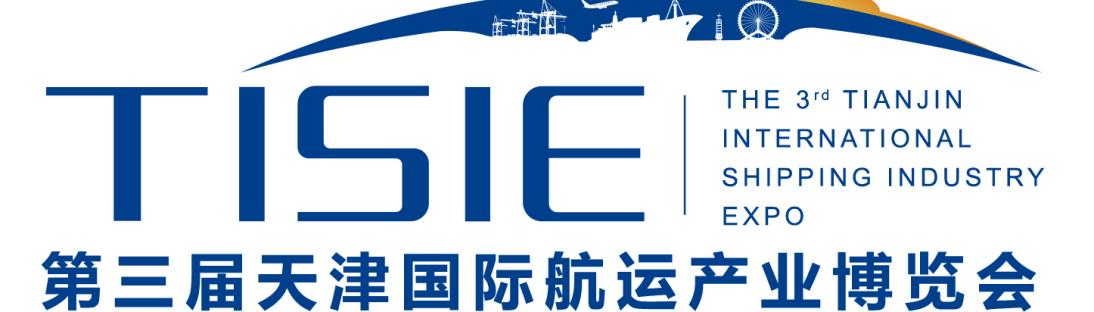 TISIE
THE 3rd TIANJIN
INTERNATIONAL
SHIPPING INDUSTRY
EXPO
第三届天津国际航运产业博览会